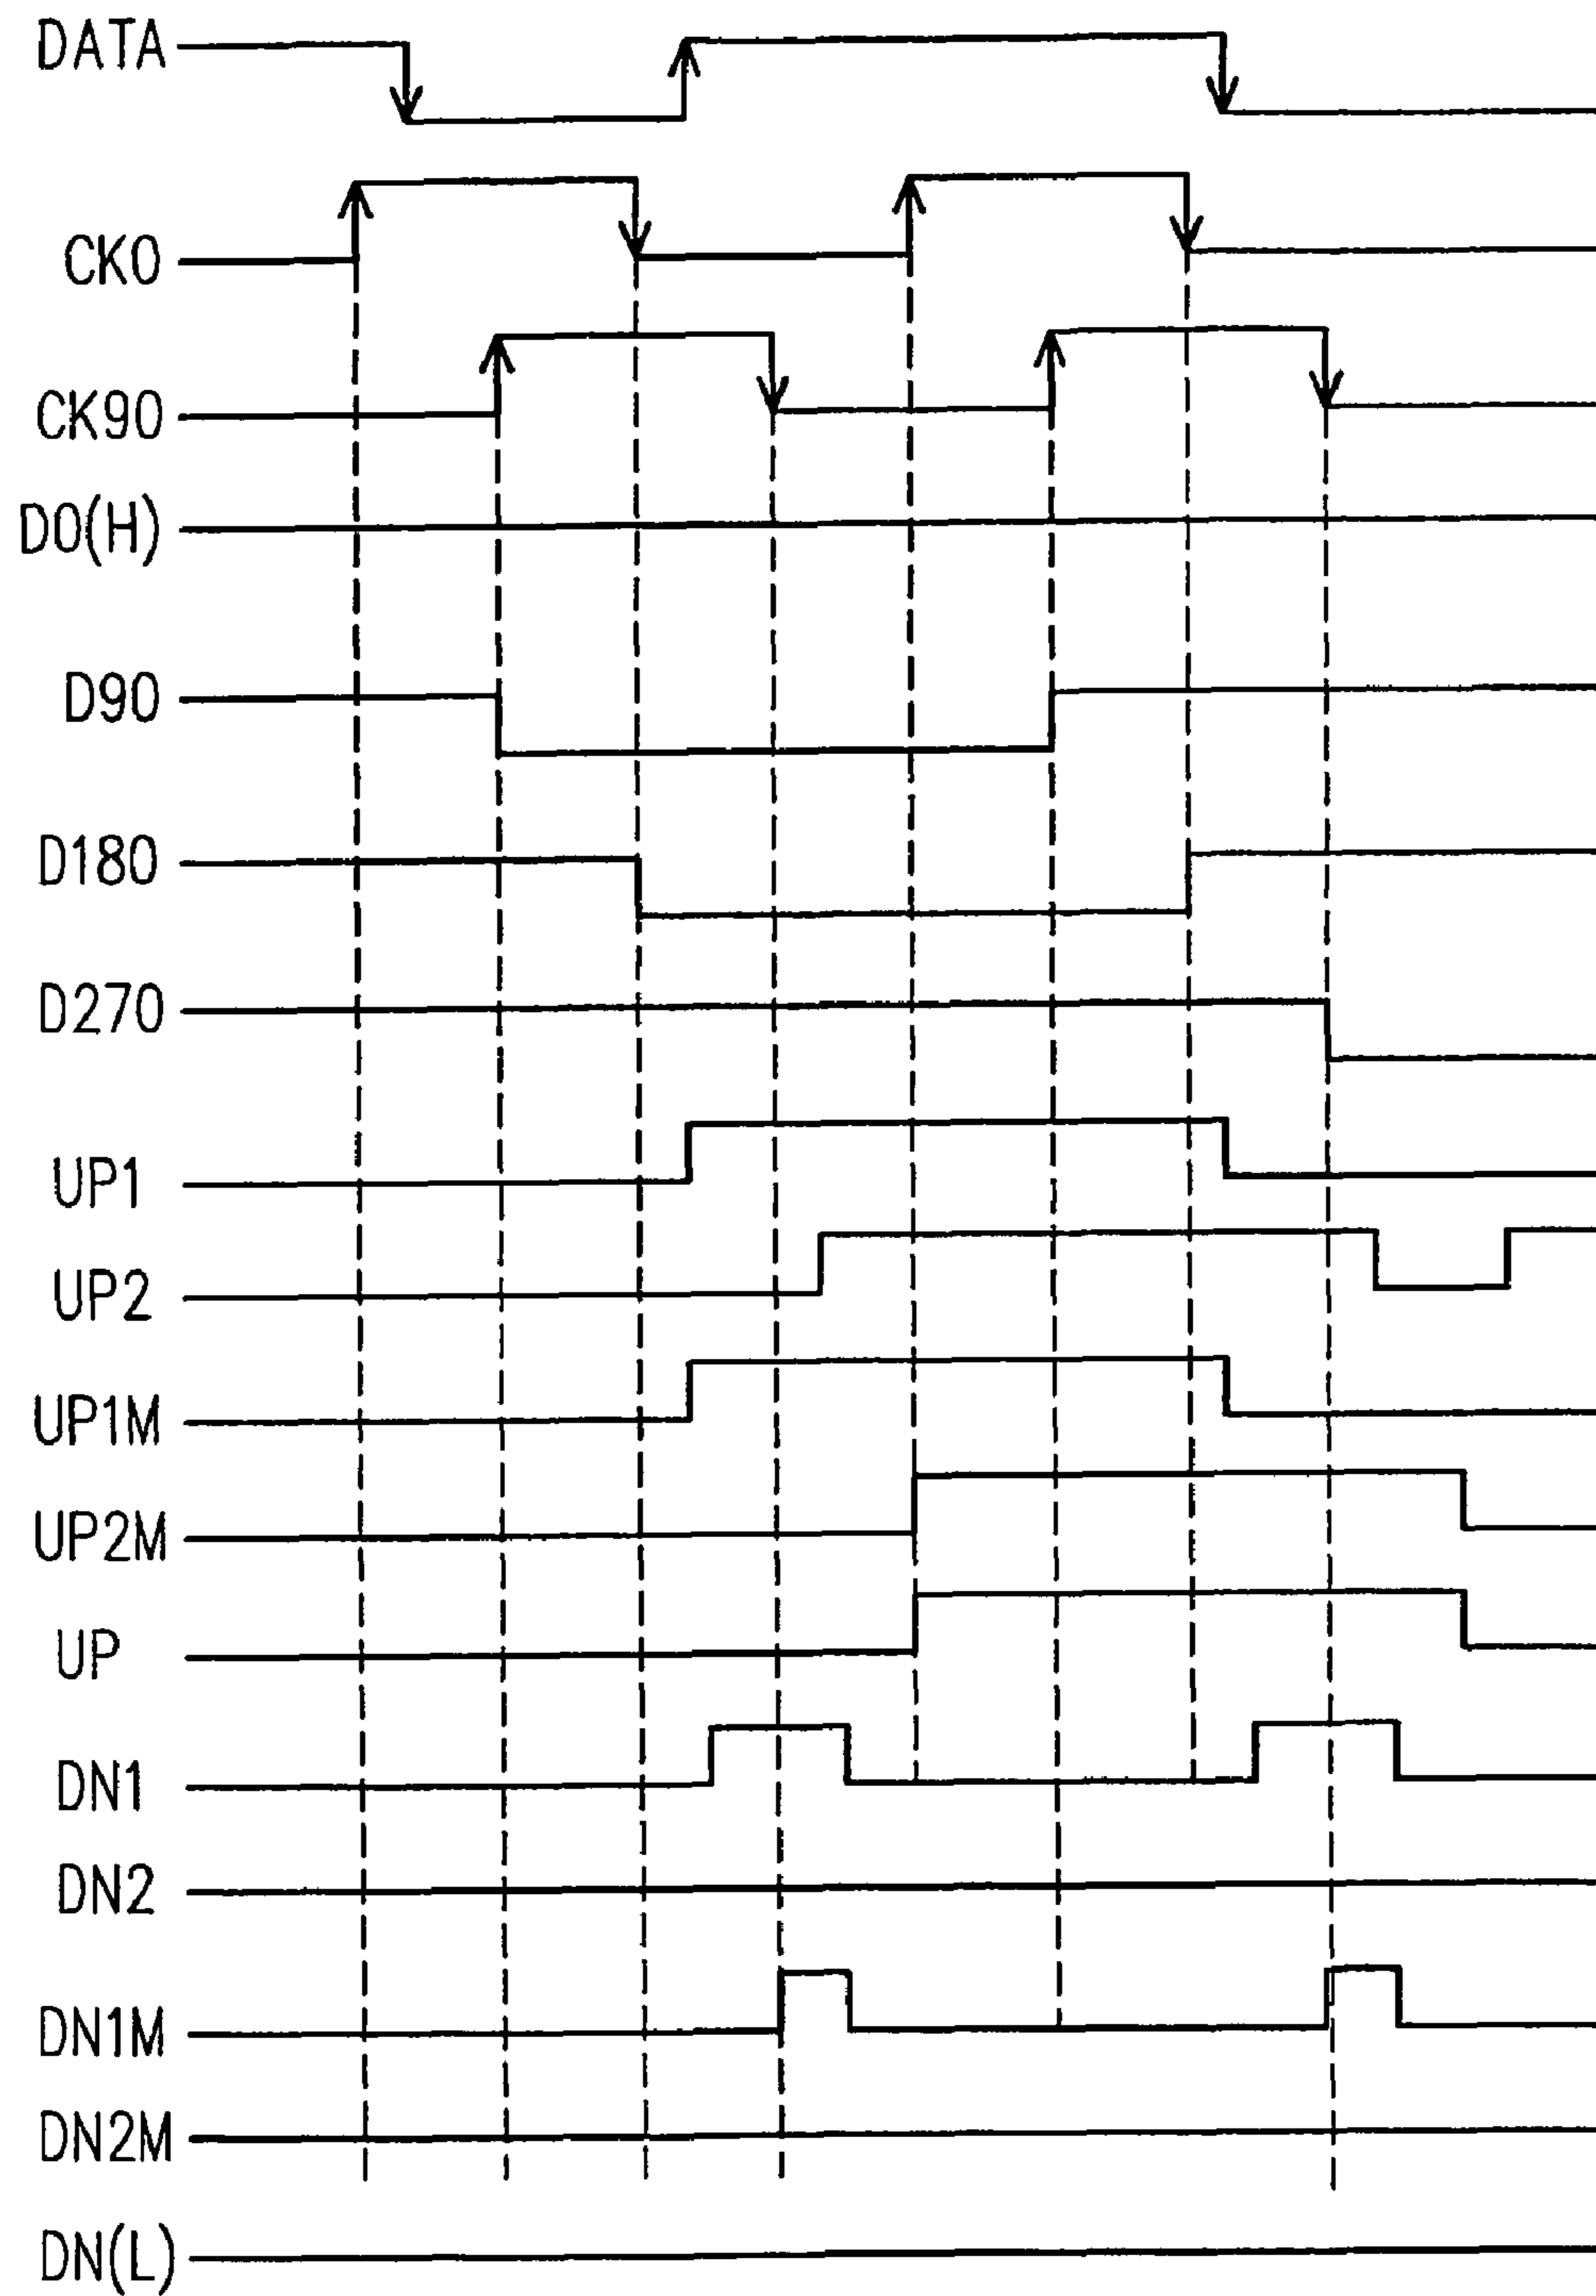 DATA
CK0
CK90
D0(H)
D90
D180
D270
UP1
UP2
UP1M
UP2M
UP
DN1
DN2
DN1M
DN2M
DN(L)